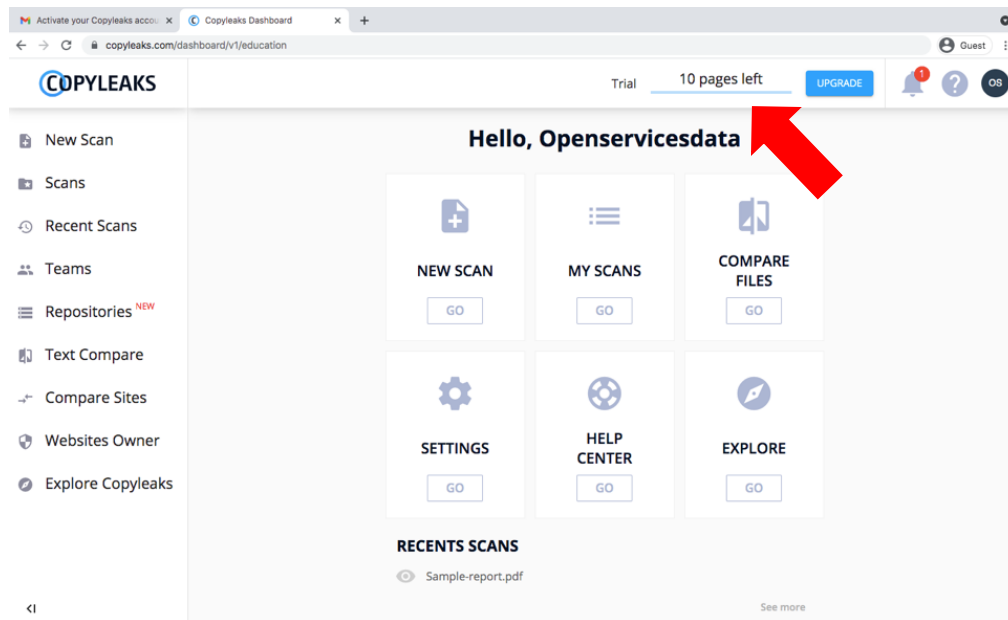 Activate your Copyleaks accou
Copyleaks Dashboard
copyleaks.com/dashboard/v1/education
Guest
COPYLEAKS
Trial
10 pages left
UPGRADE
1
OS
New Scan
Scans
Recent Scans
Teams
Repositories NEW
Text Compare
Compare Sites
Websites Owner
Explore Copyleaks
Hello, Openservicesdata
NEW SCAN
GO
MY SCANS
GO
COMPARE
FILES
GO
SETTINGS
GO
HELP
CENTER
GO
EXPLORE
GO
RECENTS SCANS
Sample-report.pdf
See more